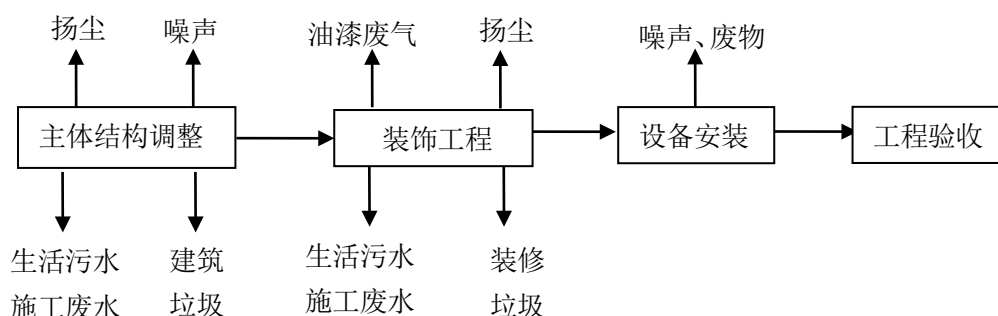 扬尘
噪声
油漆废气
扬尘
噪声、废物
主体结构调整
装饰工程
设备安装
工程验收
生活污水
施工废水
建筑
垃圾
生活污水
施工废水
装修
垃圾